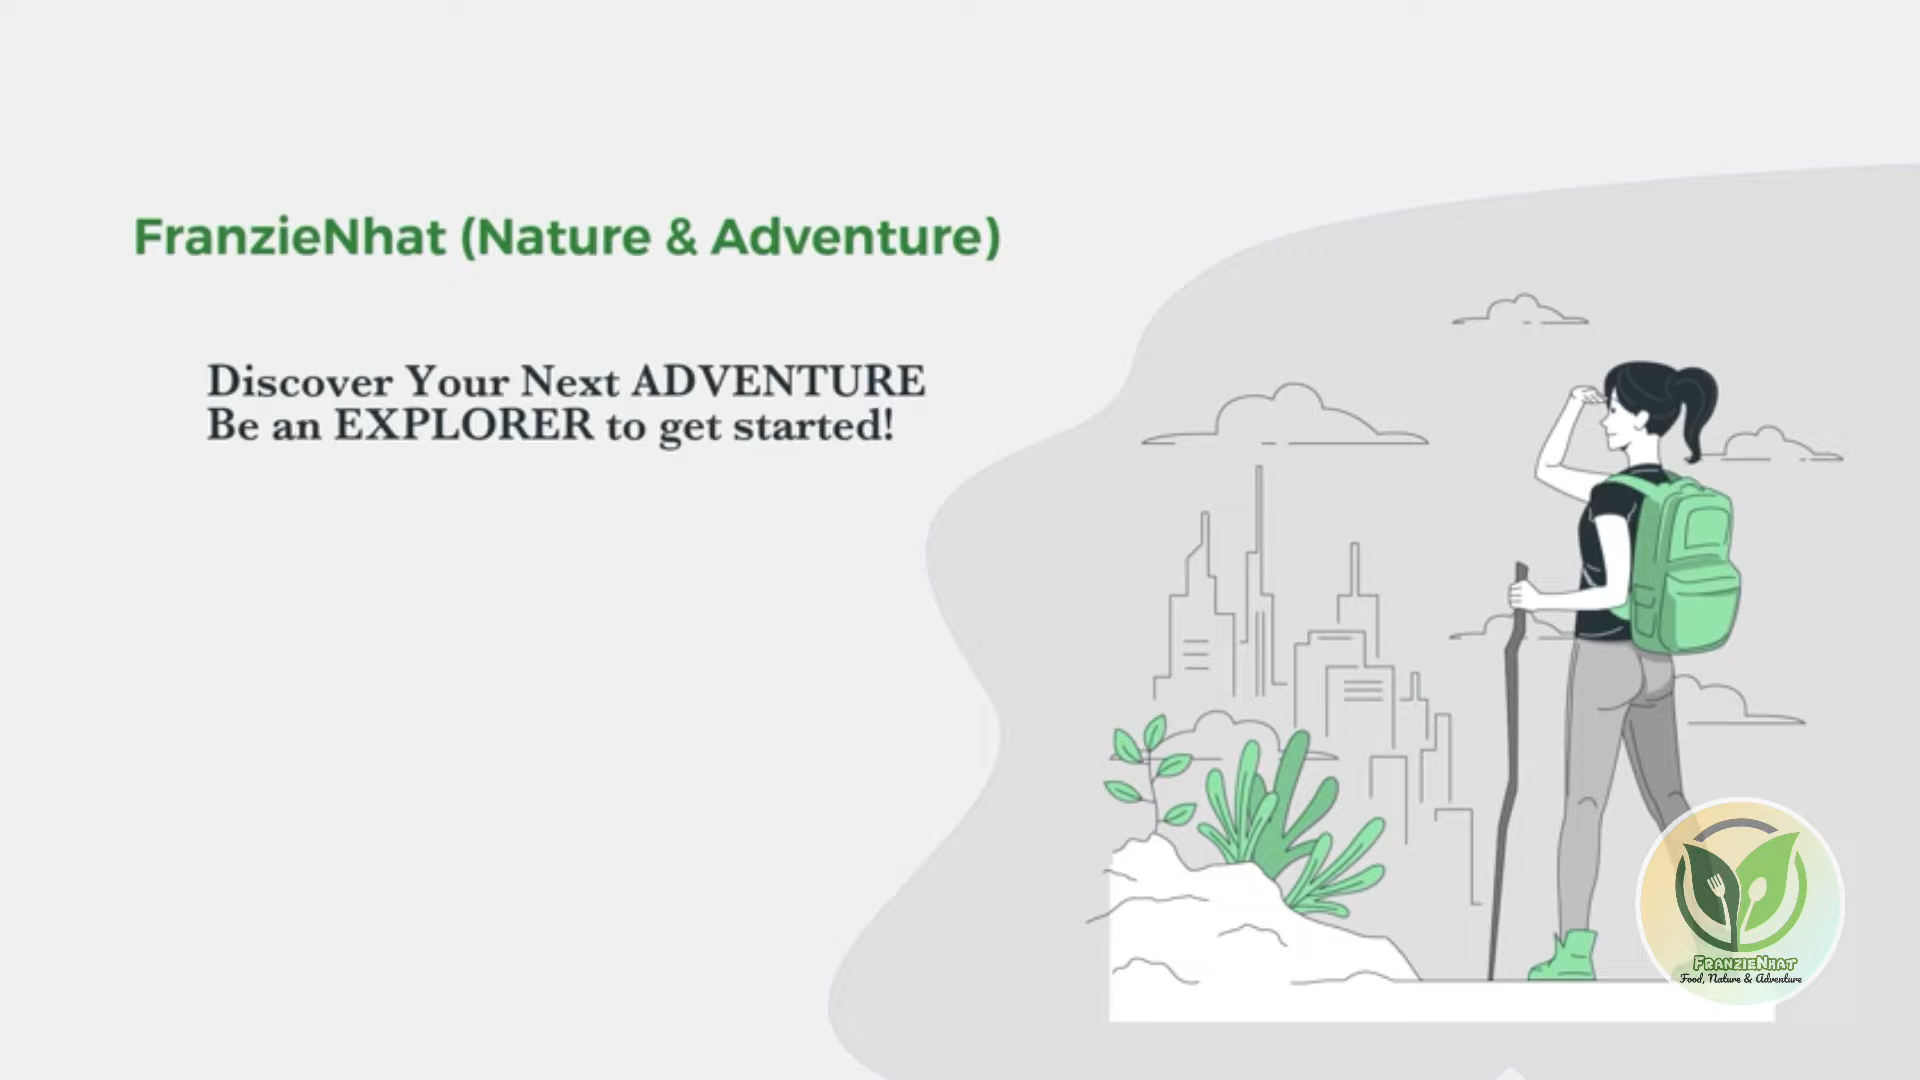 FranzieNhat (Nature & Adventure)
Discover Your Next ADVENTURE
Be an EXPLORER to get started!
FranzieNhat
Food, Nature & Adventure